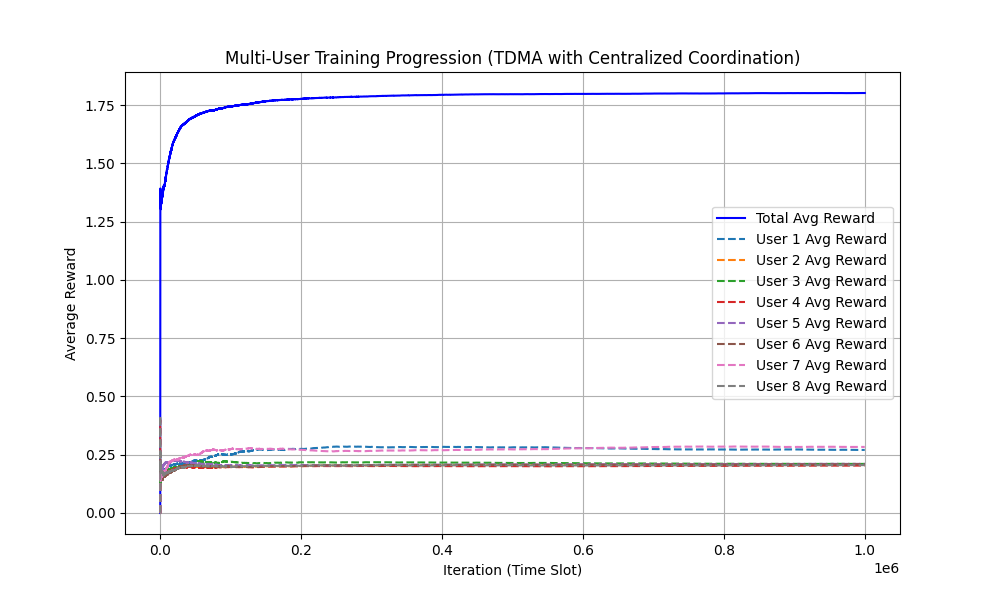 Multi-User Training Progression (TDMA with Centralized Coordination)
Average Reward
1.75
1.50
1.25
1.00
0.75
0.50
0.25
0.00
Total Avg Reward
User 1 Avg Reward
User 2 Avg Reward
User 3 Avg Reward
User 4 Avg Reward
User 5 Avg Reward
User 6 Avg Reward
User 7 Avg Reward
User 8 Avg Reward
0.0 0.2 0.4 0.6 0.8 1.0
1e6
Iteration (Time Slot)